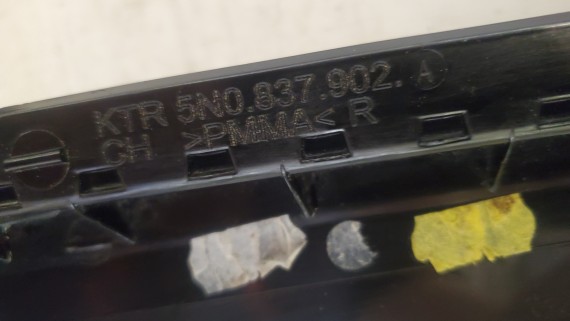 KTR 5N0.837.902. A
CH >PMMA< R